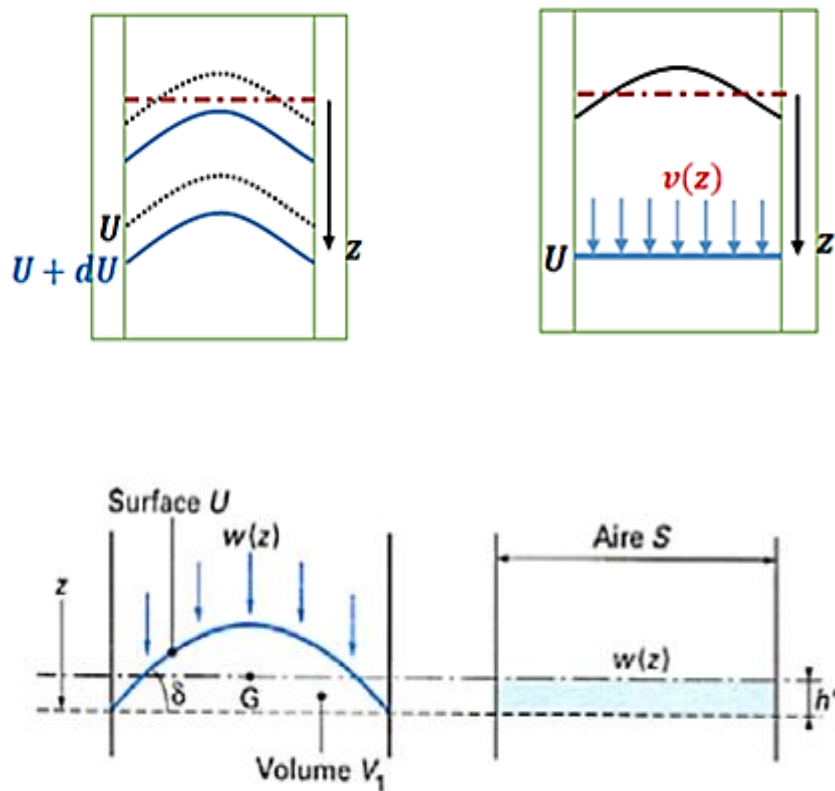 v(z)
U
z
U + dU
U
z
Surface U
w(z)
z
δ
G
Volume V₁
Aire S
w(z)
h'